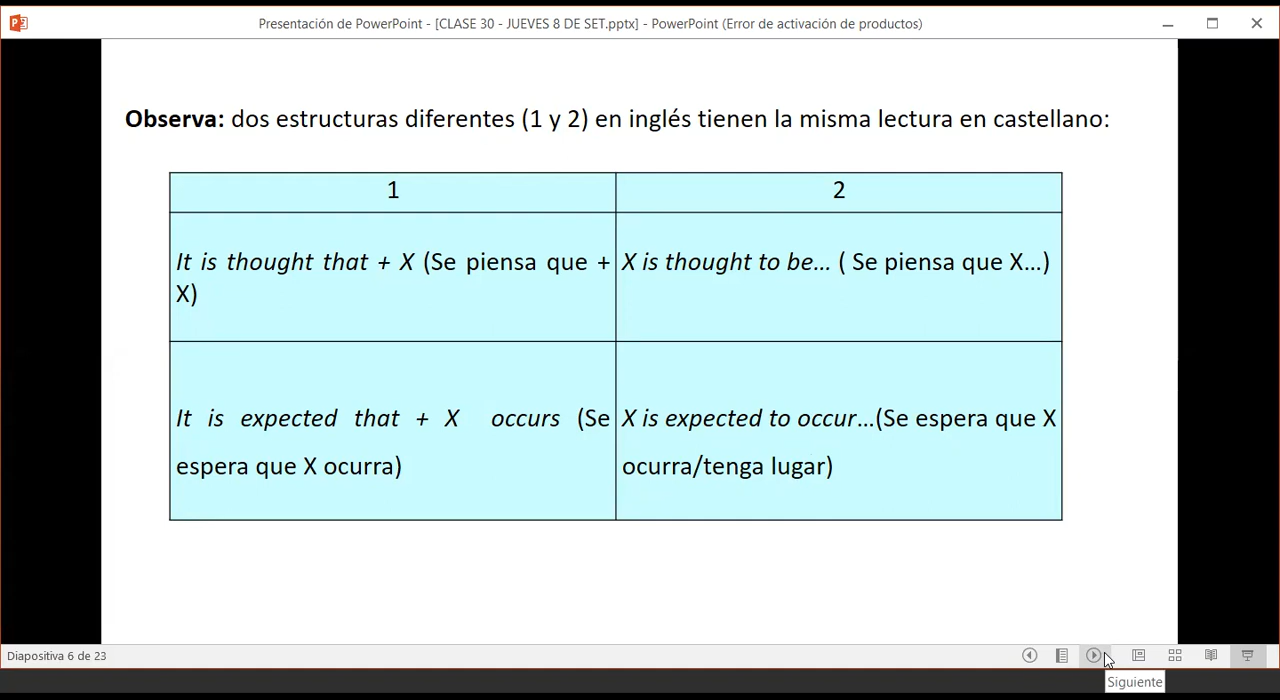 Presentación de PowerPoint - [CLASE 30 - JUEVES 8 DE SET.pptx] - PowerPoint (Error de activación de productos)
Observa: dos estructuras diferentes (1 y 2) en inglés tienen la misma lectura en castellano:
1
2
It is thought that + X (Se piensa que +
X)
X is thought to be... ( Se piensa que X...)
It is expected that + X occurs (Se
espera que X ocurra)
X is expected to occur...(Se espera que X
ocurra/tenga lugar)
Diapositiva 6 de 23
Siguiente